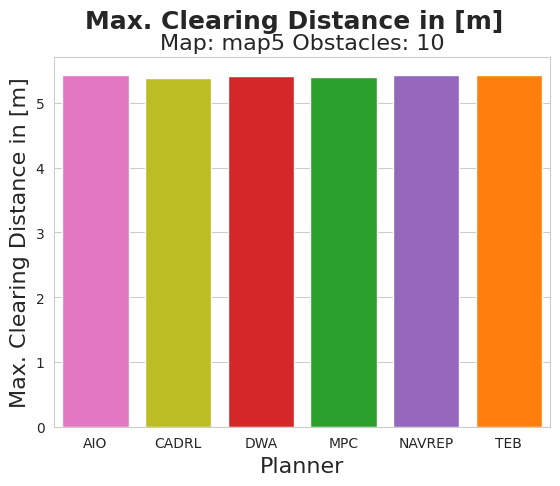 Max. Clearing Distance in [m]
Map: map5 Obstacles: 10
Max. Clearing Distance in [m]
5
4
3
2
1
0
AIO CADRL DWA MPC NAVREP TEB
Planner